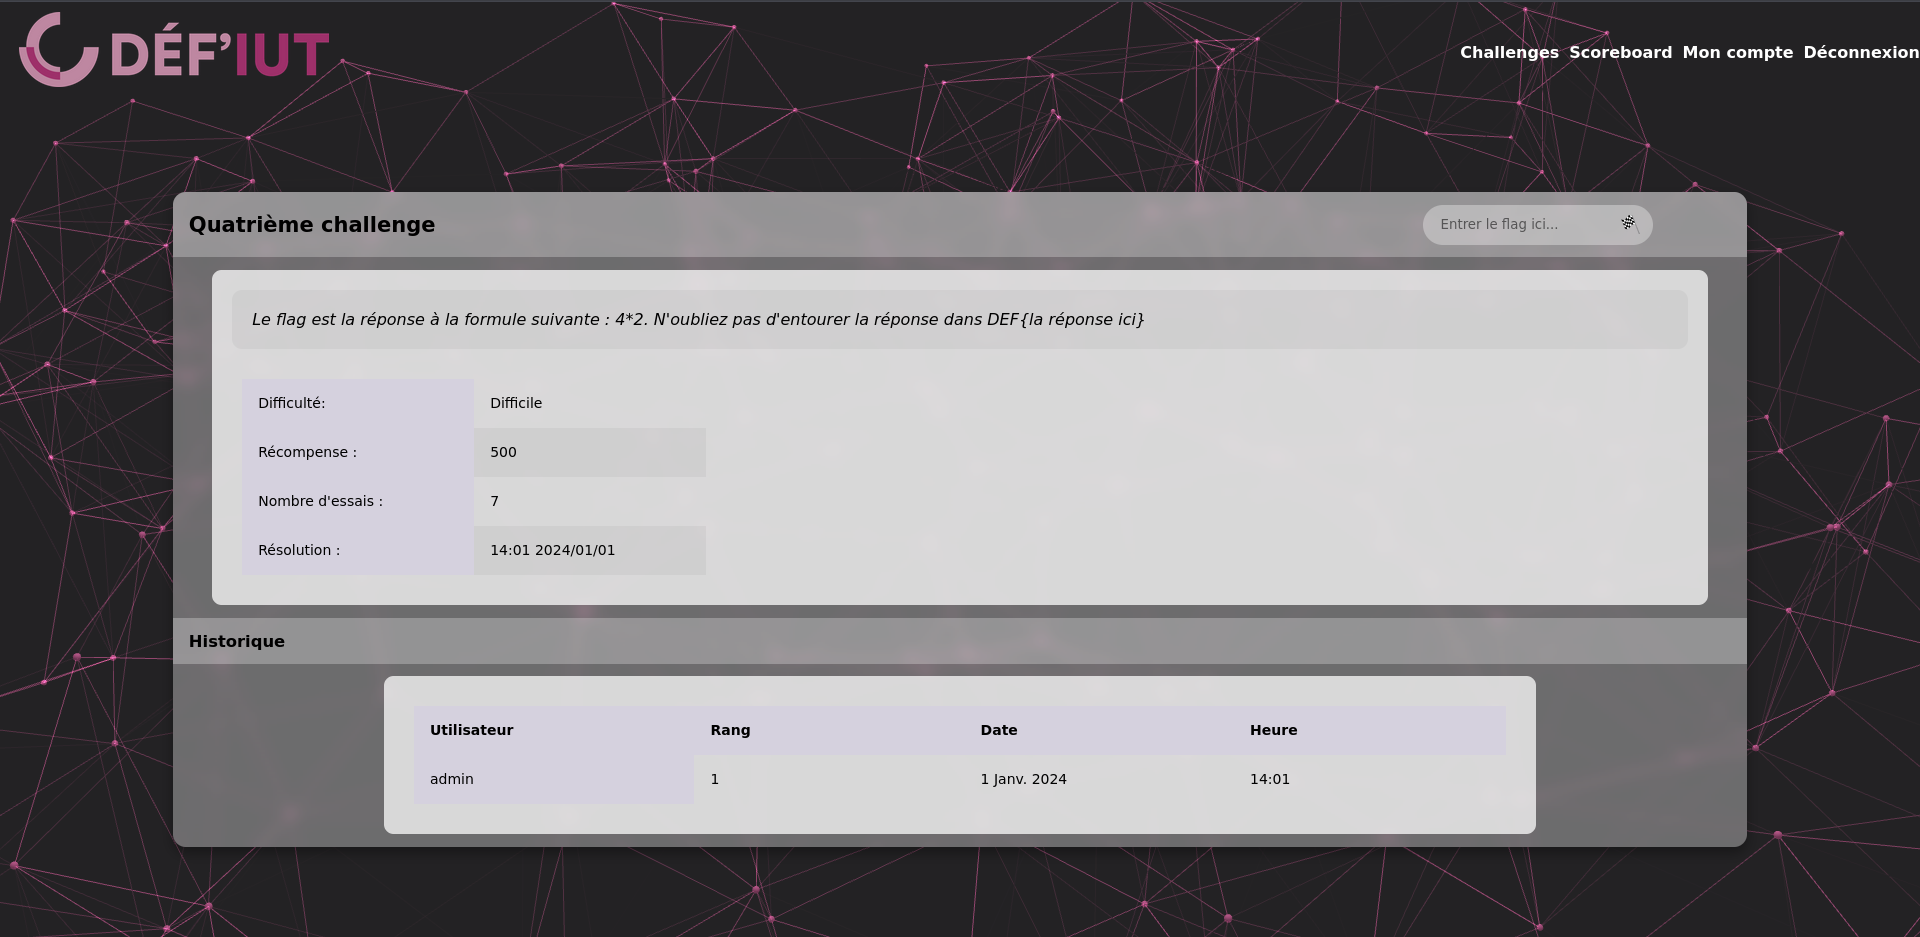 DÉF'IUT
Challenges Scoreboard Mon compte Déconnexion
Quatrième challenge
Entrer le flag ici...
Le flag est la réponse à la formule suivante : 4*2. N'oubliez pas d'entourer la réponse dans DEF{la réponse ici}
Difficulté: Difficile
Récompense : 500
Nombre d'essais : 7
Résolution : 14:01 2024/01/01
Historique
Utilisateur Rang Date Heure
admin 1 1 Janv. 2024 14:01